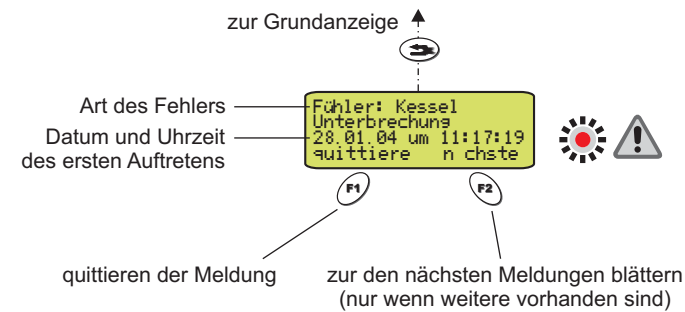 zur Grundanzeige
Art des Fehlers
Datum und Uhrzeit
des ersten Auftretens
Fühler: Kessel
Unterbrechung
28.01.04 um 11:17:19
quittiere n chste
F1
F2
quittieren der Meldung
zur den nächsten Meldungen blättern
(nur wenn weitere vorhanden sind)